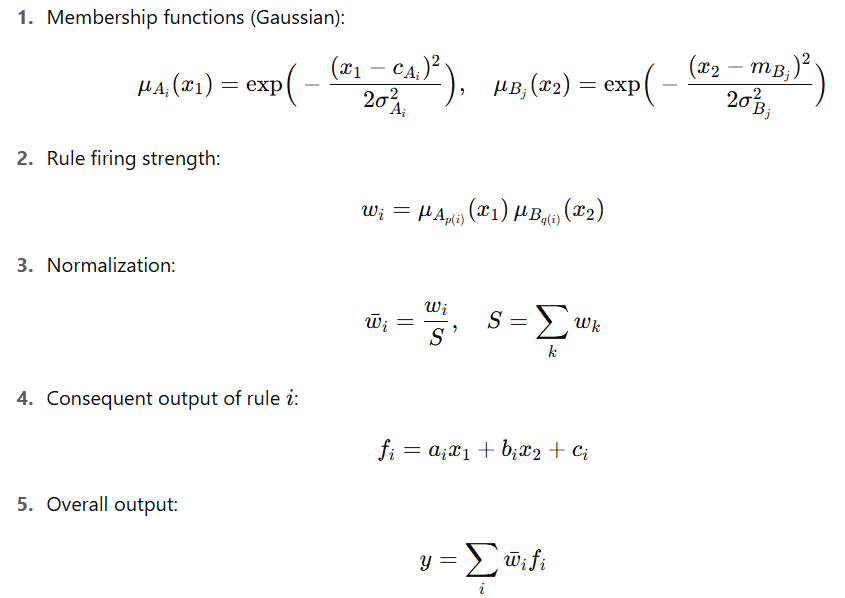 1. Membership functions (Gaussian):
μ_{A_i}(x_1) = exp( − (x_1 − c_{A_i})^2 / 2σ^2_{A_i} ), μ_{B_j}(x_2) = exp( − (x_2 − m_{B_j})^2 / 2σ^2_{B_j} )
2. Rule firing strength:
w_i = μ_{A_{p(i)}}(x_1) μ_{B_{q(i)}}(x_2)
3. Normalization:
w̄_i = w_i / S, S = ∑_k w_k
4. Consequent output of rule i:
f_i = a_i x_1 + b_i x_2 + c_i
5. Overall output:
y = ∑_i w̄_i f_i